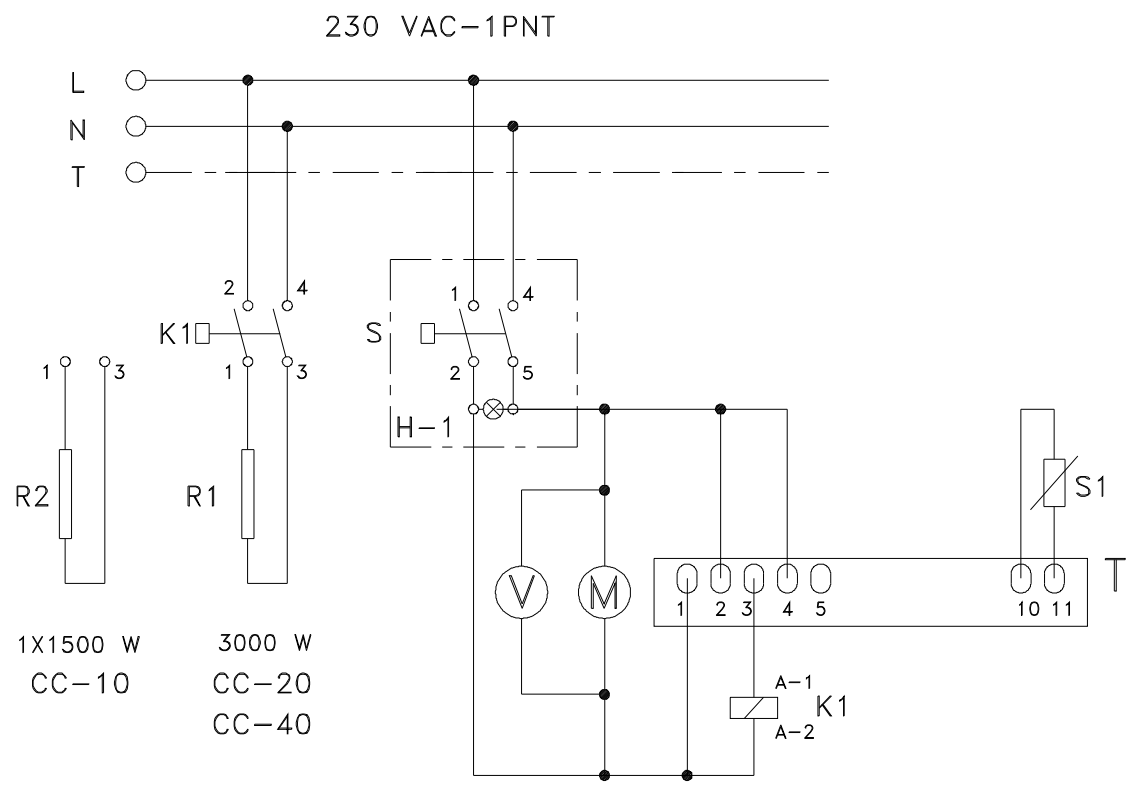 230 VAC-1PNT
L
N
T
2 4 1 4
K1 S
1 3 1 3 2 5
H-1
R2 R1 S1
T
1 2 3 4 5 10 11
1X1500 W 3000 W
CC-10 CC-20
CC-40
V M
A-1
K1
A-2